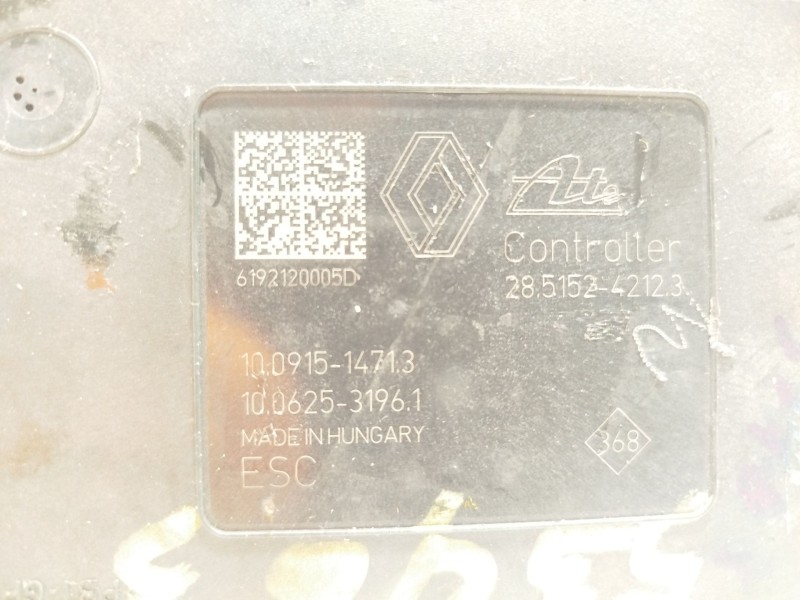 Ate
Controller
6192120005D
28.5152-4212.3
10.0915-1471.3
10.0625-3196.1
MADE IN HUNGARY
368
ESC